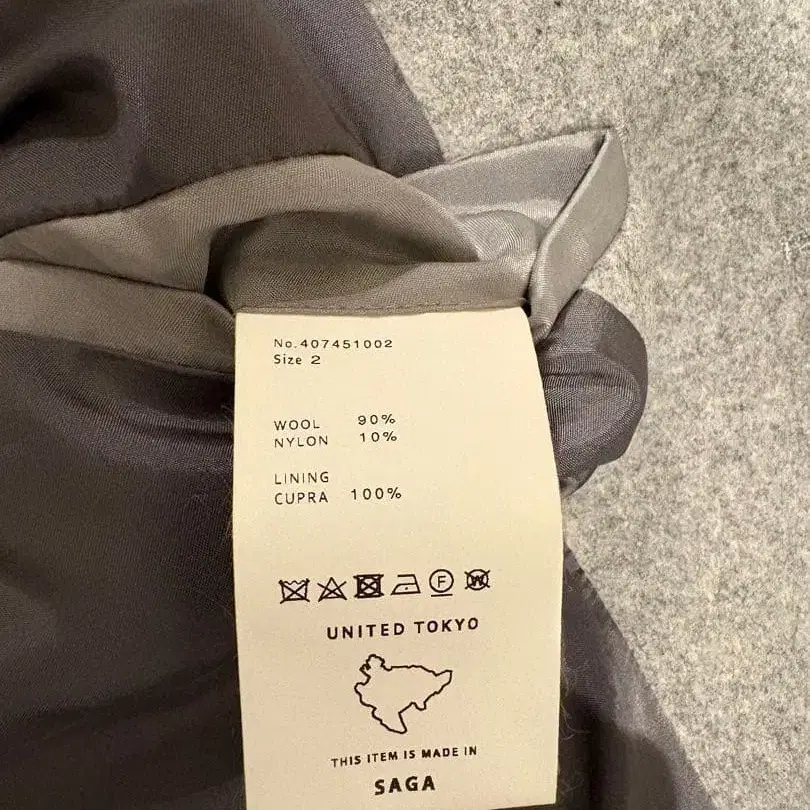 No.407451002
Size 2
WOOL 90%
NYLON 10%
LINING
CUPRA 100%
F W
UNITED TOKYO
THIS ITEM IS MADE IN
SAGA